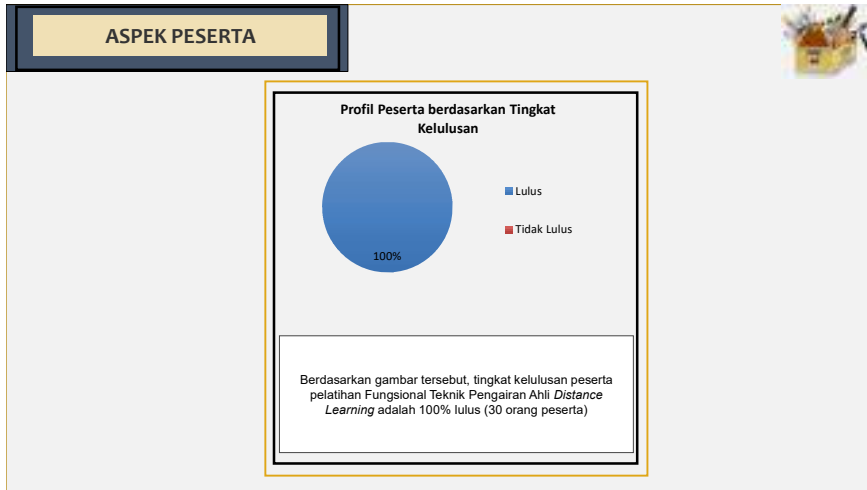 ASPEK PESERTA
Profil Peserta berdasarkan Tingkat
Kelulusan
100%
Lulus
Tidak Lulus
Berdasarkan gambar tersebut, tingkat kelulusan peserta
pelatihan Fungsional Teknik Pengairan Ahli Distance
Learning adalah 100% lulus (30 orang peserta)